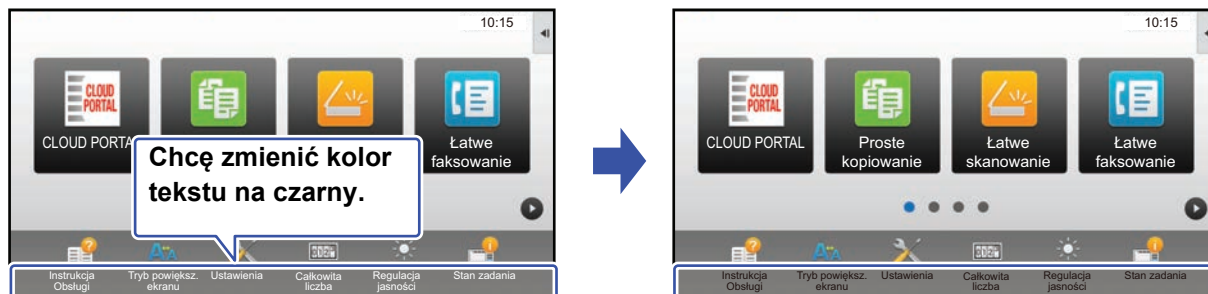 10:15
CLOUD
PORTAL
CLOUD PORTA
Łatwe
faksowanie
Chcę zmienić kolor
tekstu na czarny.
Instrukcja
Obsługi
Tryb powiększ.
ekranu
Ustawienia
Całkowita
liczba
Regulacja
jasności
Stan zadania
10:15
CLOUD
PORTAL
CLOUD PORTAL
Proste
kopiowanie
Łatwe
skanowanie
Łatwe
faksowanie
Instrukcja
Obsługi
Tryb powiększ.
ekranu
Ustawienia
Całkowita
liczba
Regulacja
jasności
Stan zadania